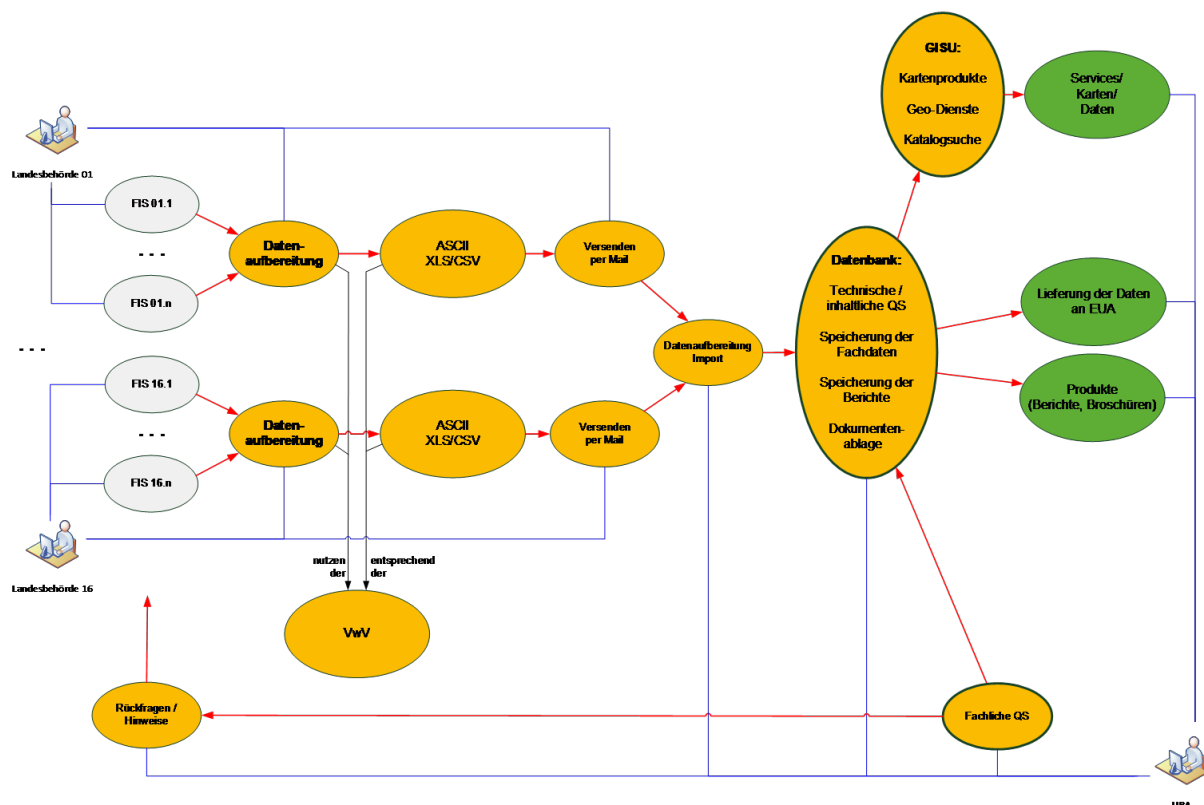 GISU:
Kartenprodukte
Geo-Dienste
Katalogsuche
Services/
Karten/
Daten
Landesbehörde 01
FIS 01.1
- - -
FIS 01.n
Daten-
aufbereitung
ASCII
XLS/CSV
Versenden
per Mail
- - -
Datenaufbereitung
Import
Datenbank:
Technische /
inhaltliche QS
Speicherung der
Fachdaten
Speicherung der
Berichte
Dokumenten-
ablage
Lieferung der Daten
an EUA
Produkte
(Berichte, Broschüren)
FIS 16.1
- - -
FIS 16.n
Daten-
aufbereitung
ASCII
XLS/CSV
Versenden
per Mail
Landesbehörde 16
nutzen
der
entsprechend
der
VwV
Rückfragen /
Hinweise
Fachliche QS